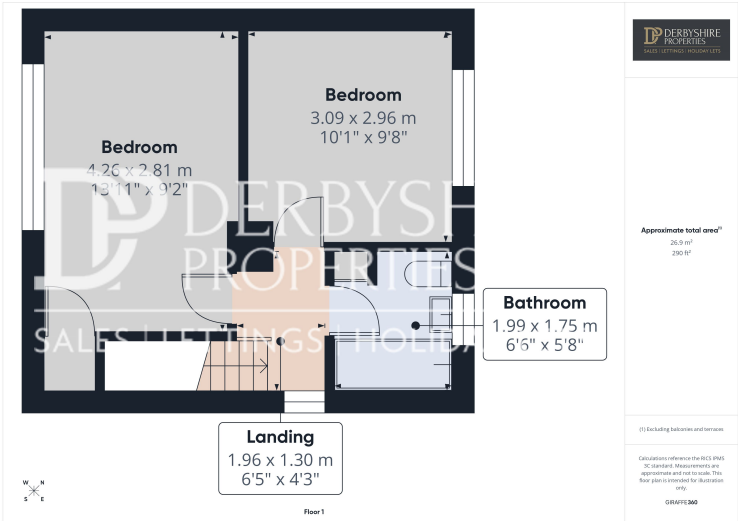 Bedroom
4.26 x 2.81 m
13'11" x 9'2"
Bedroom
3.09 x 2.96 m
10'1" x 9'8"
Bathroom
1.99 x 1.75 m
6'6" x 5'8"
Landing
1.96 x 1.30 m
6'5" x 4'3"
DERBYSH
PROPERTIES
SALES | LETTINGS | HOLIDA
W N
S E
Floor 1
DERBYSHIRE
PROPERTIES
SALES | LETTINGS | HOLIDAY LETS
Approximate total area(1)
26.9 m²
290 ft²
(1) Excluding balconies and terraces
Calculations reference the RICS IPMS
3C standard. Measurements are
approximate and not to scale. This
floor plan is intended for illustration
only.
GIRAFFE360